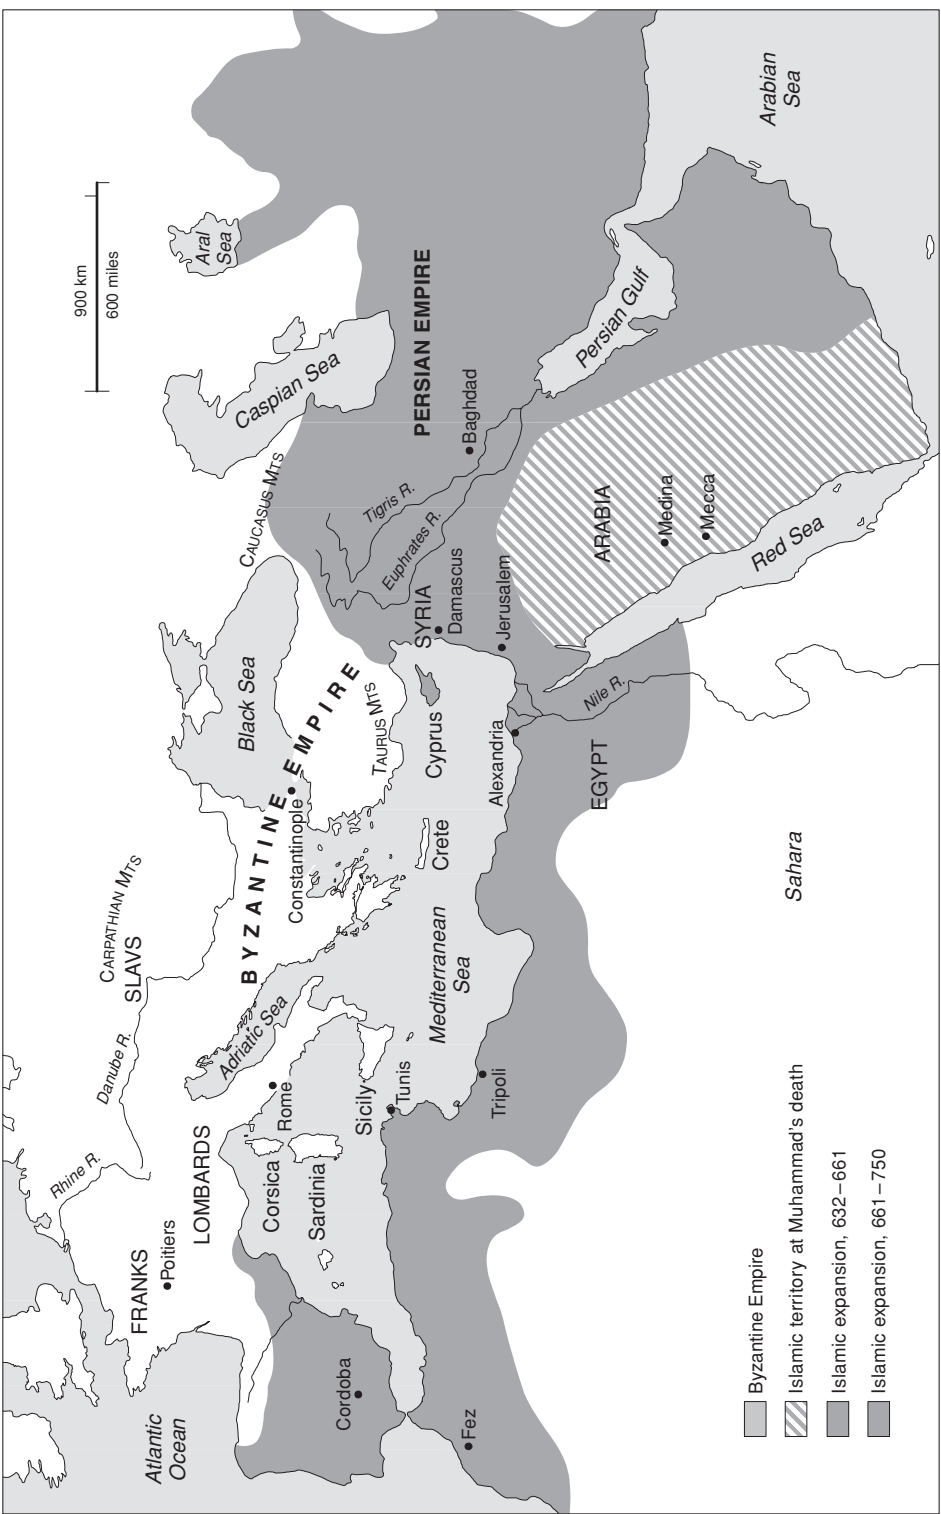 Atlantic
Ocean
FRANKS
Poitiers
Rhine R.
Danube R.
CARPATHIAN MTS
SLAVS
LOMBARDS
Adriatic Sea
Rome
Corsica
Sardinia
Sicily
Tunis
Cordoba
Fez
Tripoli
Mediterranean
Sea
BYZANTINE EMPIRE
Constantinople
Black Sea
CAUCASUS MTS
TAURUS MTS
Crete
Cyprus
Alexandria
EGYPT
Nile R.
Sahara
SYRIA
Damascus
Jerusalem
Euphrates R.
Tigris R.
Baghdad
PERSIAN EMPIRE
Caspian Sea
Aral
Sea
900 km
600 miles
Persian Gulf
ARABIA
Medina
Mecca
Red Sea
Arabian
Sea
Byzantine Empire
Islamic territory at Muhammad's death
Islamic expansion, 632–661
Islamic expansion, 661–750